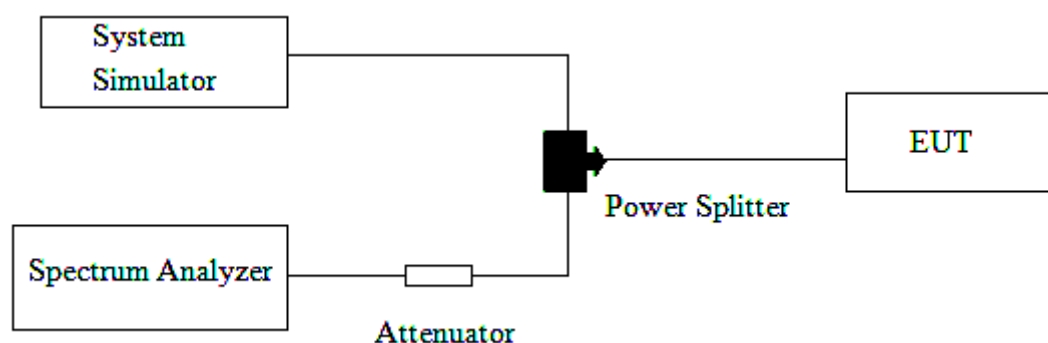 System
Simulator
EUT
Power Splitter
Spectrum Analyzer
Attenuator